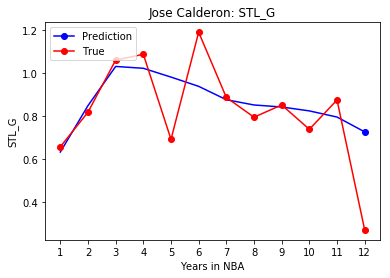 Jose Calderon: STL_G
Prediction
True
STL_G
1.2
1.0
0.8
0.6
0.4
1 2 3 4 5 6 7 8 9 10 11 12
Years in NBA